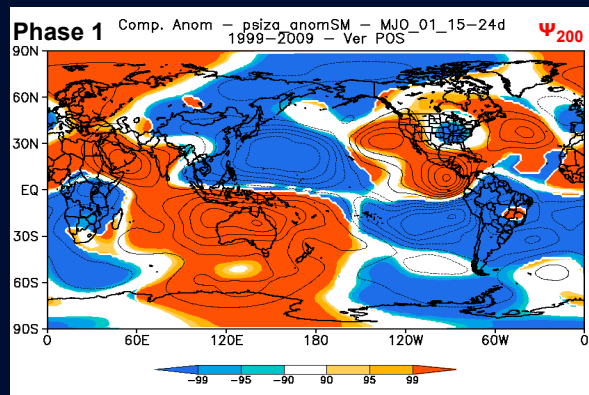 Phase 1 Comp. Anom – psiza_anomSM – MJO_01_15-24d Ψ200
1999-2009 – Ver POS
90N
60N
30N
EQ
30S
60S
90S
0 60E 120E 180 120W 60W 0
-99 -95 -90 90 95 99